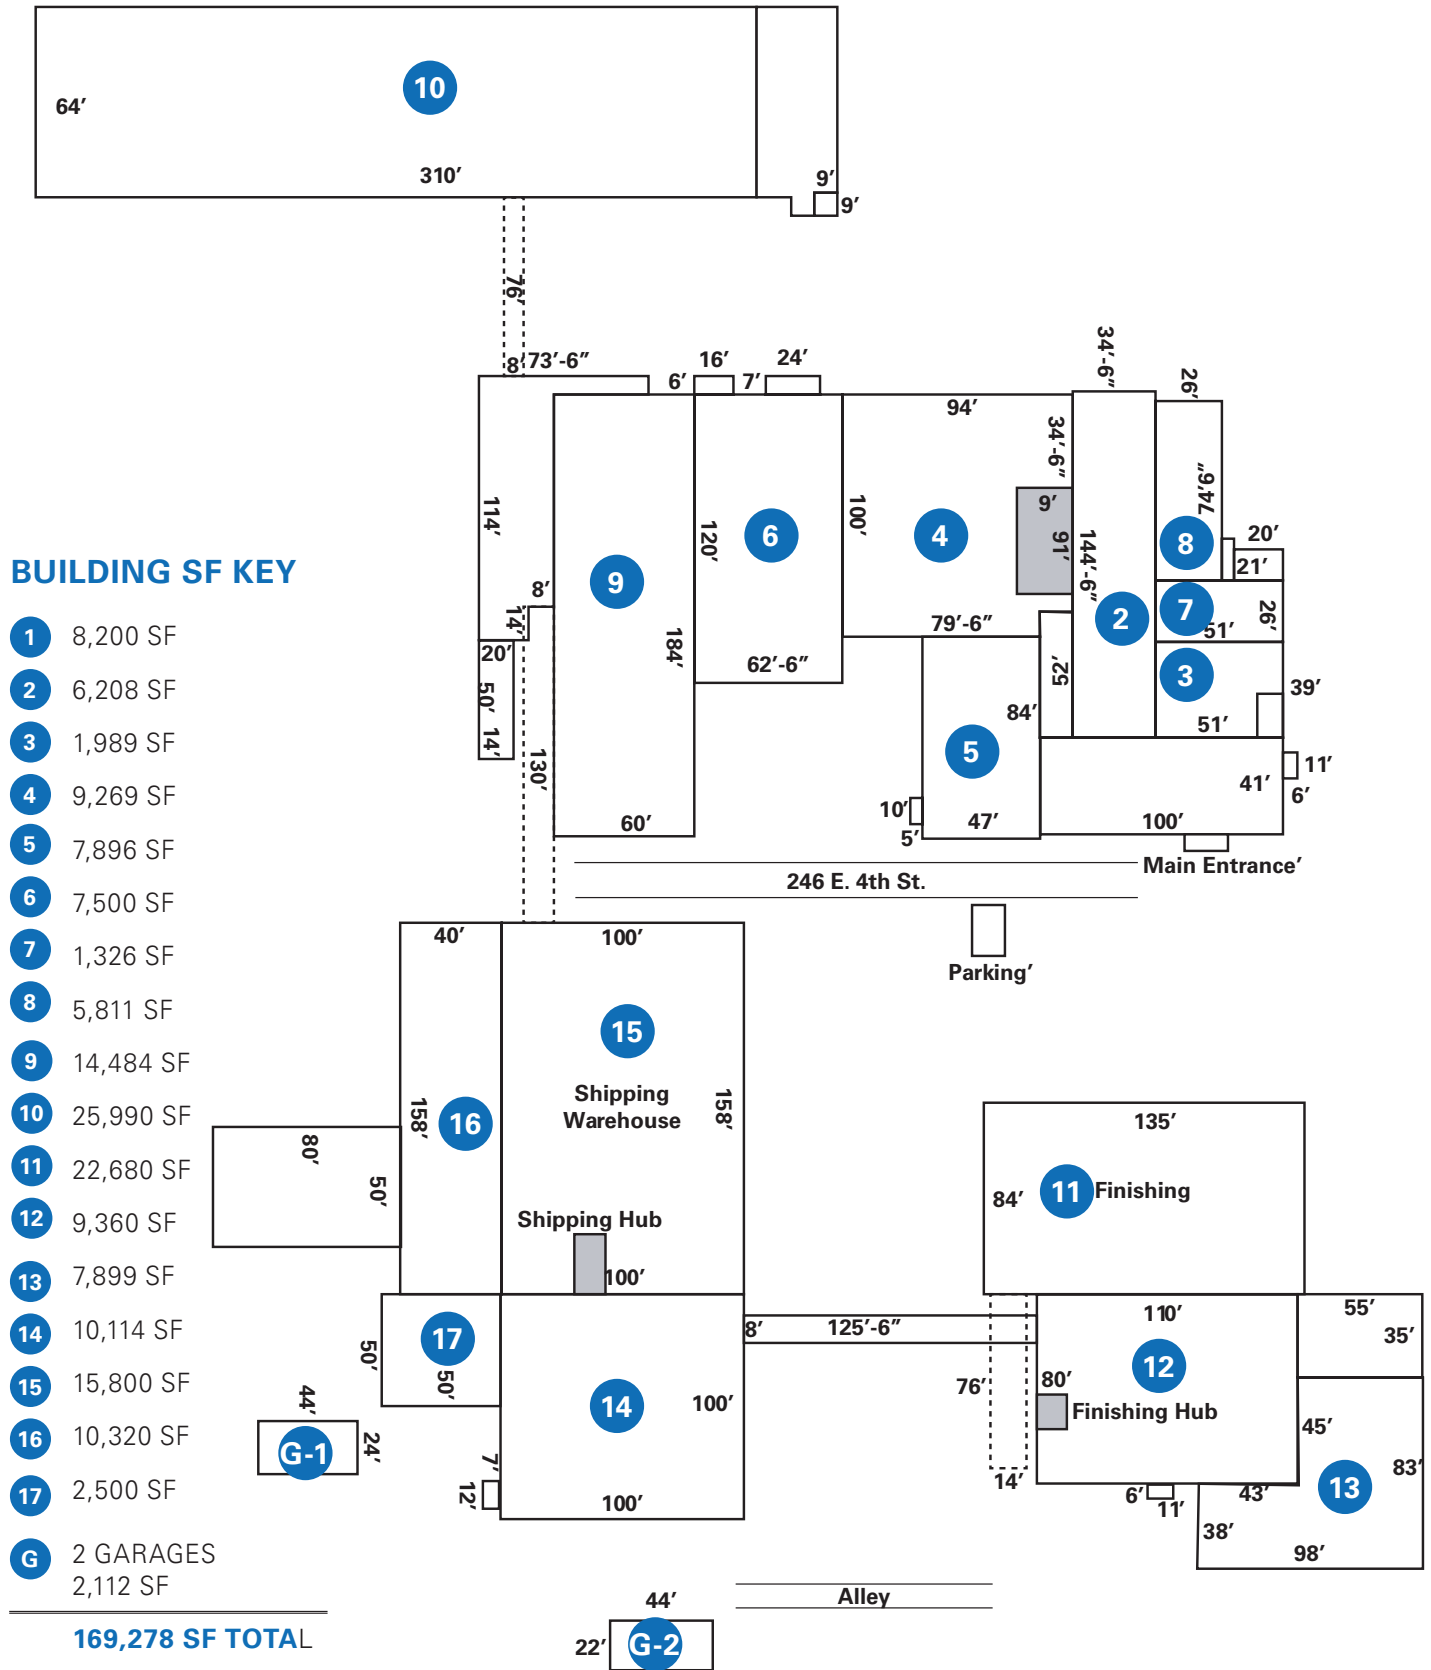 10
64′
310′
9′
9′
76′
8′ 73′-6″
6′
16′
7′
24′
94′
34′-6″
26′
114′
9
184′
60′
6
120′
62′-6″
4
100′
79′-6″
34′-6″
9′
91′
144′-6″
2
8
74′6″
20′
21′
7
51′
26′
3
51′
39′
8′
14′
20′
50′
14′
130′
5
84′
52′
10′
5′
47′
100′
41′
11′
6′
Main Entrance′
246 E. 4th St.
Parking′
BUILDING SF KEY
1 8,200 SF
2 6,208 SF
3 1,989 SF
4 9,269 SF
5 7,896 SF
6 7,500 SF
7 1,326 SF
8 5,811 SF
9 14,484 SF
10 25,990 SF
11 22,680 SF
12 9,360 SF
13 7,899 SF
14 10,114 SF
15 15,800 SF
16 10,320 SF
17 2,500 SF
G 2 GARAGES
2,112 SF
169,278 SF TOTAL
40′
100′
15
Shipping
Warehouse
158′
16
158′
80′
50′
Shipping Hub
100′
135′
84′
11 Finishing
17
50′
50′
8′
125′-6″
110′
55′
35′
12
76′
80′
Finishing Hub
14
100′
100′
7′
12′
44′
24′
G-1
14′
6′
11′
45′
43′
83′
13
38′
98′
Alley
44′
22′
G-2